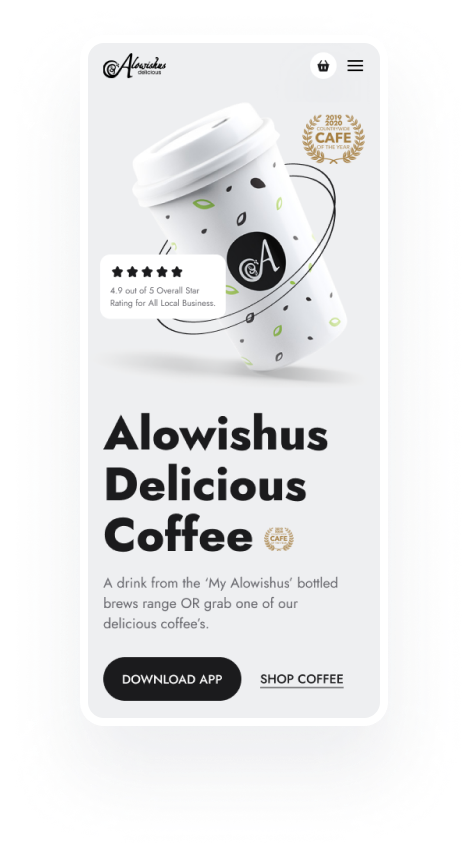 Alowishus
delicious
2019
2020
COUNTRYWIDE
CAFE
OF THE YEAR
A
4.9 out of 5 Overall Star
Rating for All Local Business.
Alowishus
Delicious
Coffee
CAFE
A drink from the ‘My Alowishus’ bottled
brews range OR grab one of our
delicious coffee’s.
DOWNLOAD APP
SHOP COFFEE